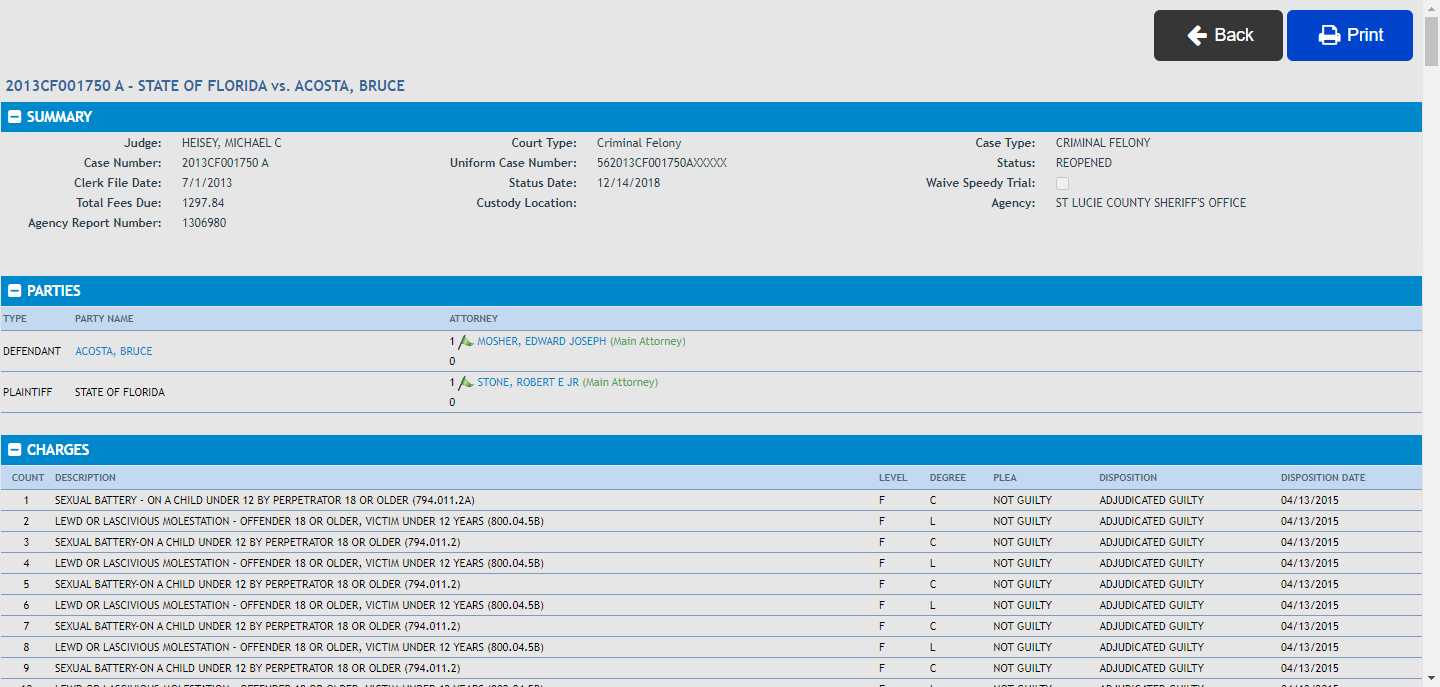 Back Print
2013CF001750 A - STATE OF FLORIDA vs. ACOSTA, BRUCE
SUMMARY
Judge: HEISEY, MICHAEL C Court Type: Criminal Felony Case Type: CRIMINAL FELONY
Case Number: 2013CF001750 A Uniform Case Number: 562013CF001750AXXXXX Status: REOPENED
Clerk File Date: 7/1/2013 Status Date: 12/14/2018 Waive Speedy Trial:
Total Fees Due: 1297.84 Custody Location: Agency: ST LUCIE COUNTY SHERIFF'S OFFICE
Agency Report Number: 1306980
PARTIES
TYPE PARTY NAME ATTORNEY
DEFENDANT ACOSTA, BRUCE 1 MOSHER, EDWARD JOSEPH (Main Attorney)
0
PLAINTIFF STATE OF FLORIDA 1 STONE, ROBERT E JR (Main Attorney)
0
CHARGES
COUNT DESCRIPTION LEVEL DEGREE PLEA DISPOSITION DISPOSITION DATE
1 SEXUAL BATTERY - ON A CHILD UNDER 12 BY PERPETRATOR 18 OR OLDER (794.011.2A) F C NOT GUILTY ADJUDICATED GUILTY 04/13/2015
2 LEWD OR LASCIVIOUS MOLESTATION - OFFENDER 18 OR OLDER, VICTIM UNDER 12 YEARS (800.04.5B) F L NOT GUILTY ADJUDICATED GUILTY 04/13/2015
3 SEXUAL BATTERY-ON A CHILD UNDER 12 BY PERPETRATOR 18 OR OLDER (794.011.2) F C NOT GUILTY ADJUDICATED GUILTY 04/13/2015
4 LEWD OR LASCIVIOUS MOLESTATION - OFFENDER 18 OR OLDER, VICTIM UNDER 12 YEARS (800.04.5B) F L NOT GUILTY ADJUDICATED GUILTY 04/13/2015
5 SEXUAL BATTERY-ON A CHILD UNDER 12 BY PERPETRATOR 18 OR OLDER (794.011.2) F C NOT GUILTY ADJUDICATED GUILTY 04/13/2015
6 LEWD OR LASCIVIOUS MOLESTATION - OFFENDER 18 OR OLDER, VICTIM UNDER 12 YEARS (800.04.5B) F L NOT GUILTY ADJUDICATED GUILTY 04/13/2015
7 SEXUAL BATTERY-ON A CHILD UNDER 12 BY PERPETRATOR 18 OR OLDER (794.011.2) F C NOT GUILTY ADJUDICATED GUILTY 04/13/2015
8 LEWD OR LASCIVIOUS MOLESTATION - OFFENDER 18 OR OLDER, VICTIM UNDER 12 YEARS (800.04.5B) F L NOT GUILTY ADJUDICATED GUILTY 04/13/2015
9 SEXUAL BATTERY-ON A CHILD UNDER 12 BY PERPETRATOR 18 OR OLDER (794.011.2) F C NOT GUILTY ADJUDICATED GUILTY 04/13/2015